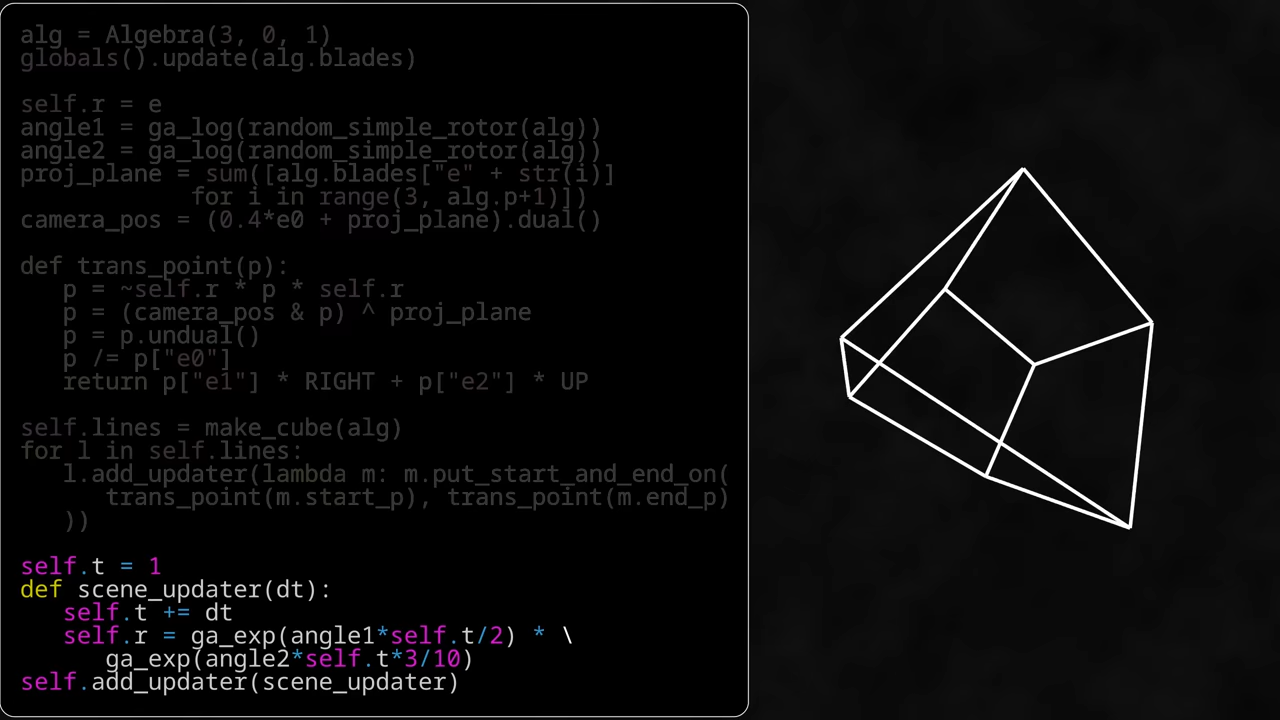 alg = Algebra(3, 0, 1)
globals().update(alg.blades)
self.r = e
angle1 = ga_log(random_simple_rotor(alg))
angle2 = ga_log(random_simple_rotor(alg))
proj_plane = sum([alg.blades["e" + str(i)]
for i in range(3, alg.p+1)])
camera_pos = (0.4*e0 + proj_plane).dual()
def trans_point(p):
p = ~self.r * p * self.r
p = (camera_pos & p) ^ proj_plane
p = p.undual()
p /= p["e0"]
return p["e1"] * RIGHT + p["e2"] * UP
self.lines = make_cube(alg)
for l in self.lines:
l.add_updater(lambda m: m.put_start_and_end_on(
trans_point(m.start_p), trans_point(m.end_p)
))
self.t = 1
def scene_updater(dt):
self.t += dt
self.r = ga_exp(angle1*self.t/2) * \
ga_exp(angle2*self.t*3/10)
self.add_updater(scene_updater)